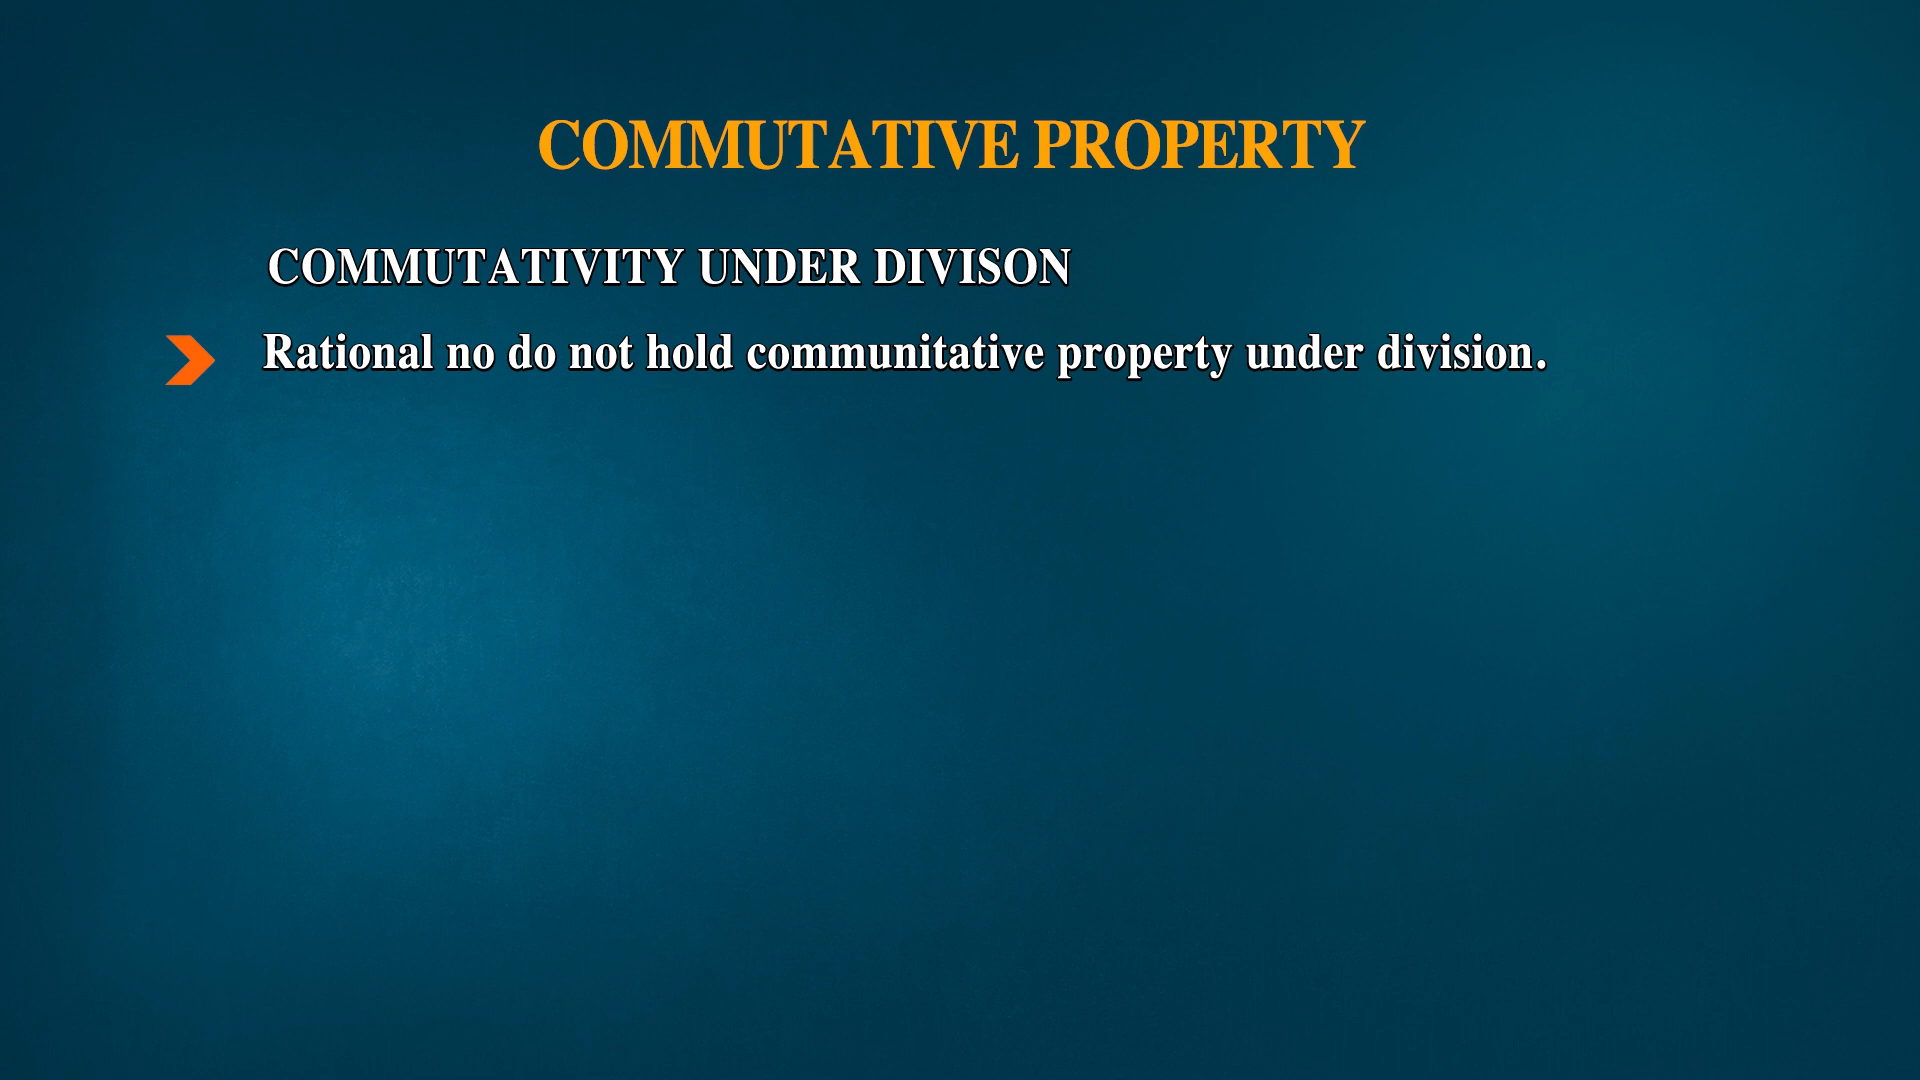 COMMUTATIVE PROPERTY
COMMUTATIVITY UNDER DIVISON
Rational no do not hold communitative property under division.